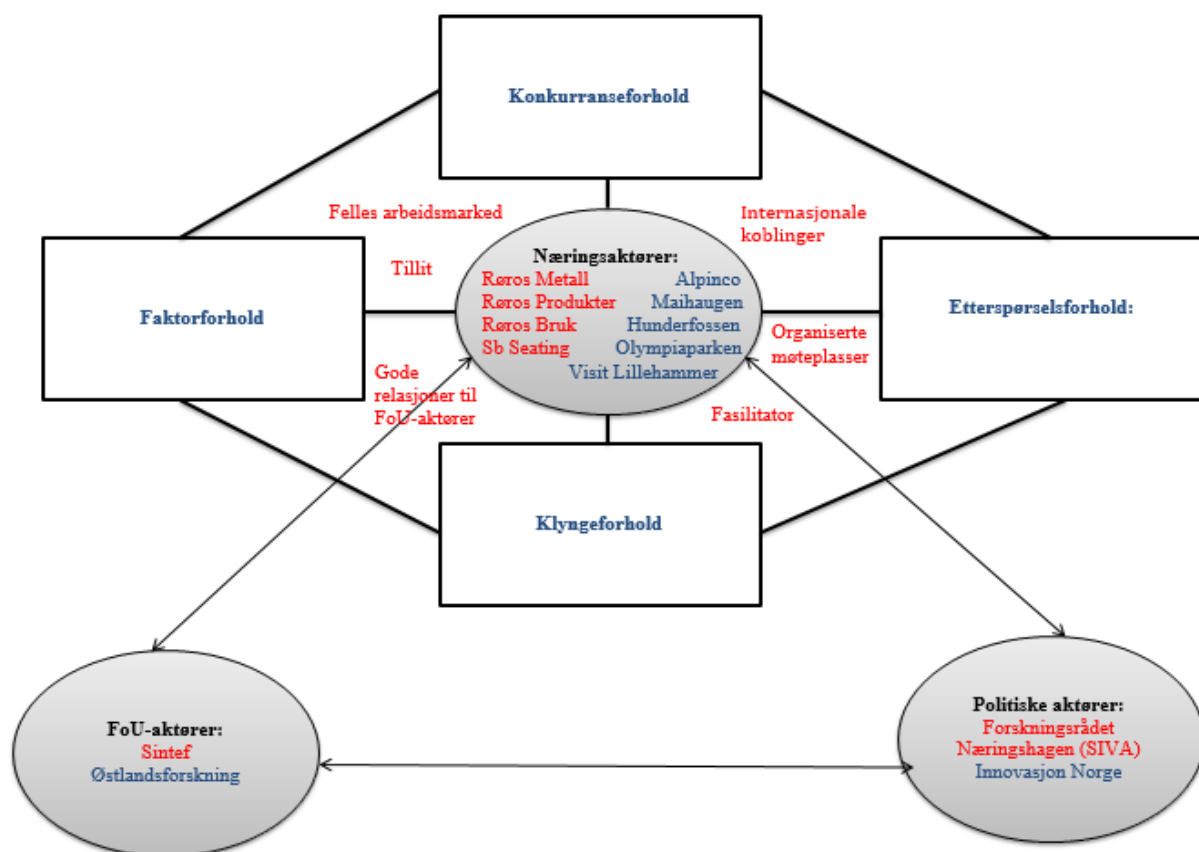 Konkurranseforhold
Felles arbeidsmarked
Internasjonale
koblinger
Tillit
Næringsaktører:
Røros Metall Alpinco
Røros Produkter Maihaugen
Røros Bruk Hunderfossen
Sb Seating Olympiaparken
Visit Lillehammer
Faktorforhold
Etterspørselsforhold:
Organiserte
møteplasser
Gode
relasjoner til
FoU-aktører
Fasilitator
Klyngeforhold
FoU-aktører:
Sintef
Østlandsforskning
Politiske aktører:
Forskningsrådet
Næringshagen (SIVA)
Innovasjon Norge